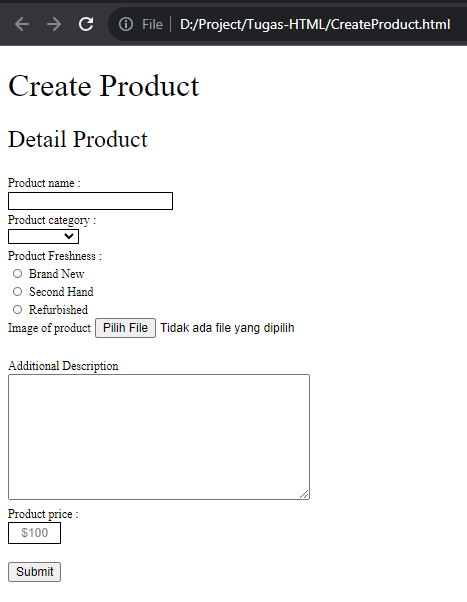 File D:/Project/Tugas-HTML/CreateProduct.html
Create Product
Detail Product
Product name :
Product category :
Product Freshness :
Brand New
Second Hand
Refurbished
Image of product Pilih File Tidak ada file yang dipilih
Additional Description
Product price :
$100
Submit